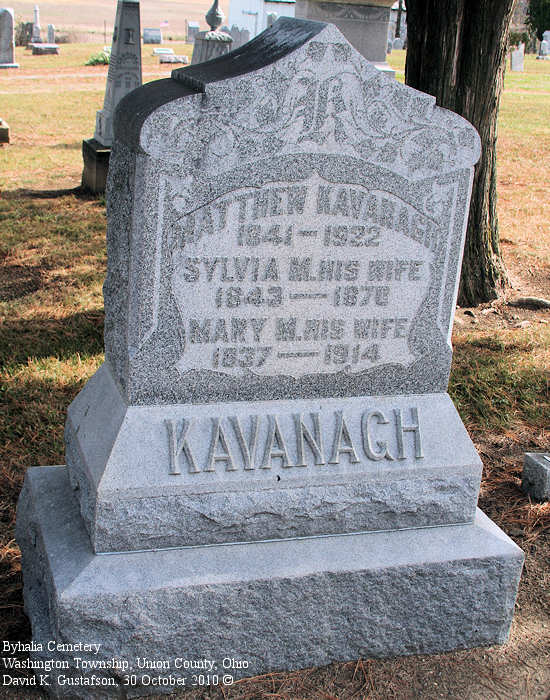 K
MATTHEW KAVANAGH
1841 — 1922
SYLVIA M. HIS WIFE
1843 — 1870
MARY M. HIS WIFE
1837 — 1914
KAVANAGH
Byhalia Cemetery
Washington Township, Union County, Ohio
David K. Gustafson, 30 October 2010 ©